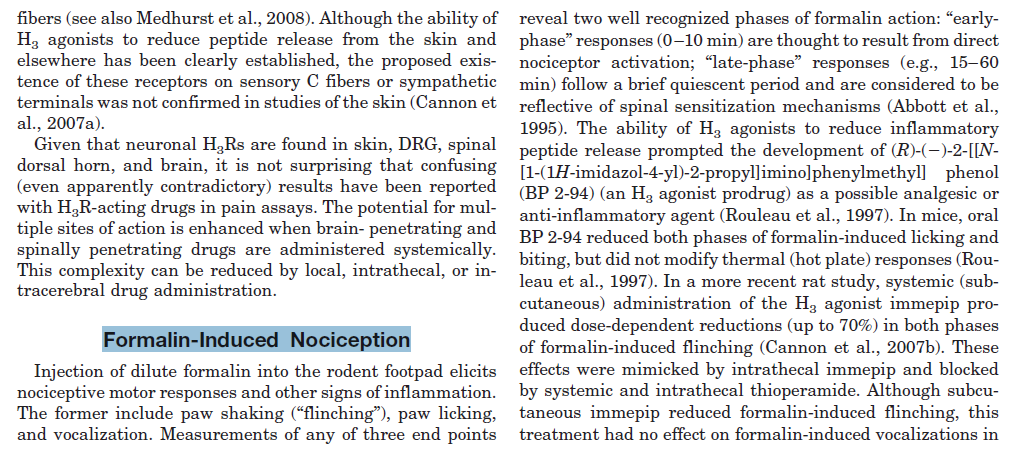 fibers (see also Medhurst et al., 2008). Although the ability of
H₃ agonists to reduce peptide release from the skin and
elsewhere has been clearly established, the proposed exis-
tence of these receptors on sensory C fibers or sympathetic
terminals was not confirmed in studies of the skin (Cannon et
al., 2007a).
Given that neuronal H₃Rs are found in skin, DRG, spinal
dorsal horn, and brain, it is not surprising that confusing
(even apparently contradictory) results have been reported
with H₃R-acting drugs in pain assays. The potential for mul-
tiple sites of action is enhanced when brain- penetrating and
spinally penetrating drugs are administered systemically.
This complexity can be reduced by local, intrathecal, or in-
tracerebral drug administration.
Formalin-Induced Nociception
Injection of dilute formalin into the rodent footpad elicits
nociceptive motor responses and other signs of inflammation.
The former include paw shaking (“flinching”), paw licking,
and vocalization. Measurements of any of three end points
reveal two well recognized phases of formalin action: “early-
phase” responses (0–10 min) are thought to result from direct
nociceptor activation; “late-phase” responses (e.g., 15–60
min) follow a brief quiescent period and are considered to be
reflective of spinal sensitization mechanisms (Abbott et al.,
1995). The ability of H₃ agonists to reduce inflammatory
peptide release prompted the development of (R)-(−)-2-[[N-
[1-(1H-imidazol-4-yl)-2-propyl]imino]phenylmethyl] phenol
(BP 2-94) (an H₃ agonist prodrug) as a possible analgesic or
anti-inflammatory agent (Rouleau et al., 1997). In mice, oral
BP 2-94 reduced both phases of formalin-induced licking and
biting, but did not modify thermal (hot plate) responses (Rou-
leau et al., 1997). In a more recent rat study, systemic (sub-
cutaneous) administration of the H₃ agonist immepip pro-
duced dose-dependent reductions (up to 70%) in both phases
of formalin-induced flinching (Cannon et al., 2007b). These
effects were mimicked by intrathecal immepip and blocked
by systemic and intrathecal thioperamide. Although subcu-
taneous immepip reduced formalin-induced flinching, this
treatment had no effect on formalin-induced vocalizations in